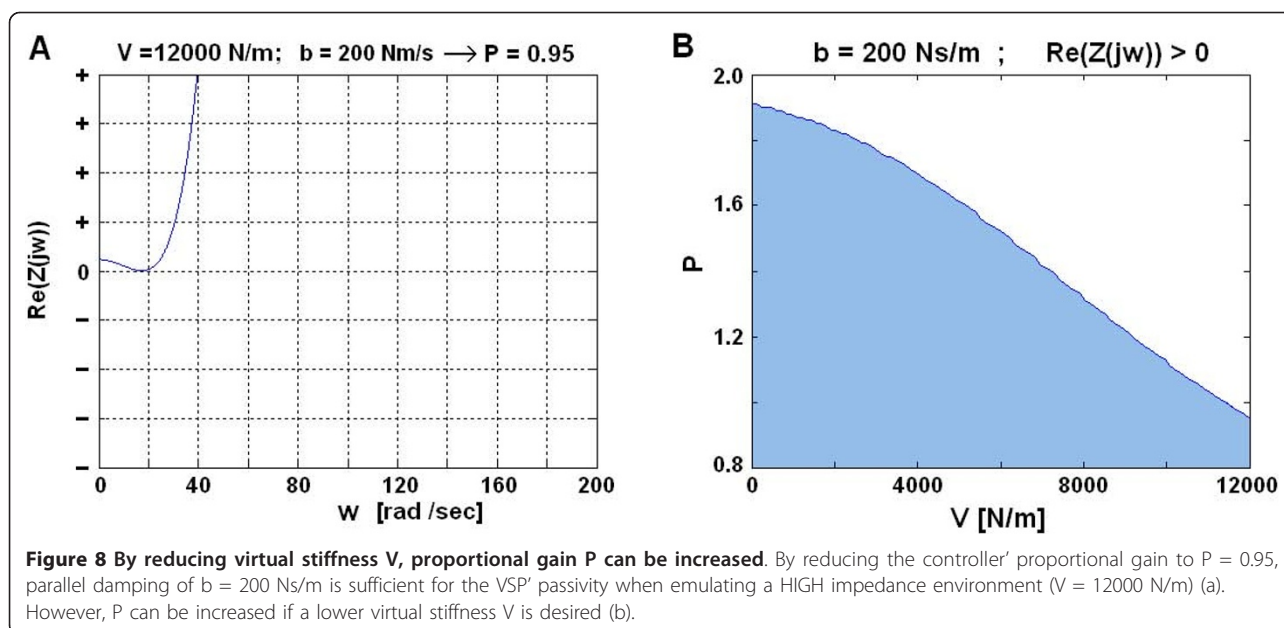 A
V =12000 N/m; b = 200 Nm/s → P = 0.95
Re(Z(jw))
+
+
+
+
0
−
−
−
−
0 40 80 120 160 200
W [rad /sec]
B
b = 200 Ns/m ; Re(Z(jw)) > 0
P
2.0
1.6
1.2
0.8
0 4000 8000 12000
V [N/m]
Figure 8 By reducing virtual stiffness V, proportional gain P can be increased. By reducing the controller' proportional gain to P = 0.95,
parallel damping of b = 200 Ns/m is sufficient for the VSP' passivity when emulating a HIGH impedance environment (V = 12000 N/m) (a).
However, P can be increased if a lower virtual stiffness V is desired (b).